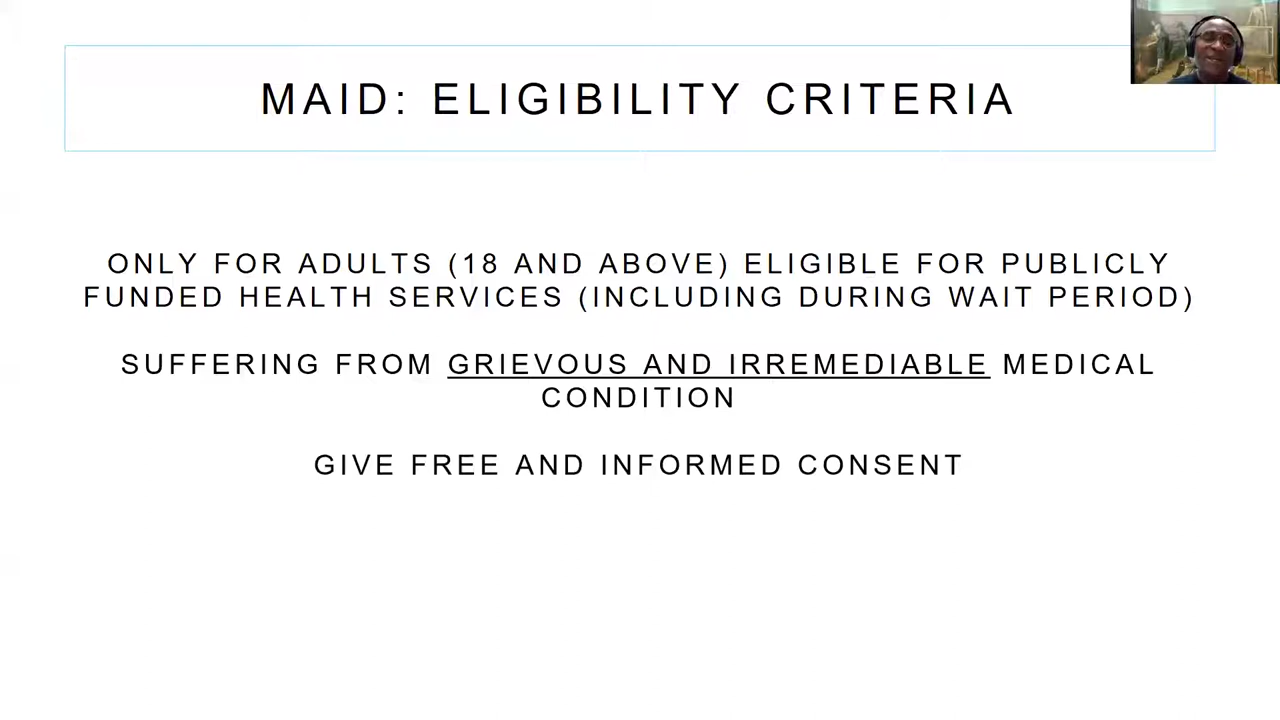 MAID: ELIGIBILITY CRITERIA
ONLY FOR ADULTS (18 AND ABOVE) ELIGIBLE FOR PUBLICLY
FUNDED HEALTH SERVICES (INCLUDING DURING WAIT PERIOD)
SUFFERING FROM GRIEVOUS AND IRREMEDIABLE MEDICAL
CONDITION
GIVE FREE AND INFORMED CONSENT